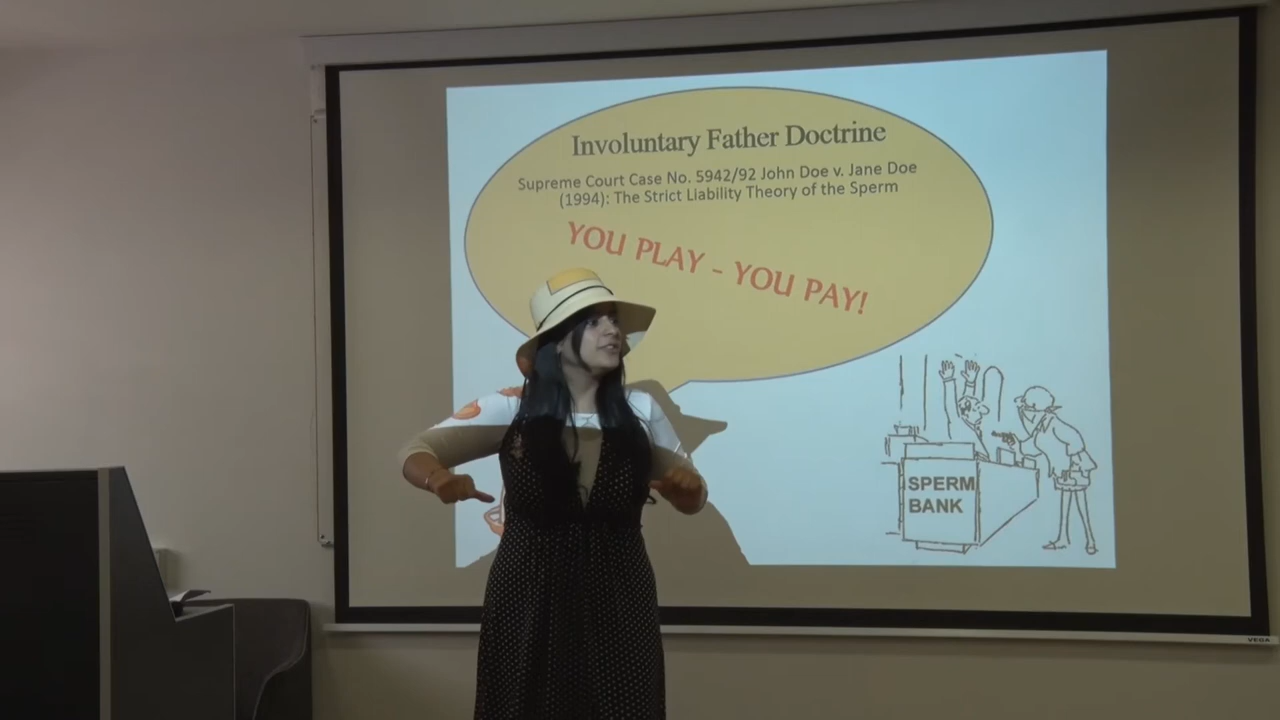 Involuntary Father Doctrine
Supreme Court Case No. 5942/92 John Doe v. Jane Doe
(1994): The Strict Liability Theory of the Sperm
YOU PLAY - YOU PAY!
SPERM
BANK
VEGA